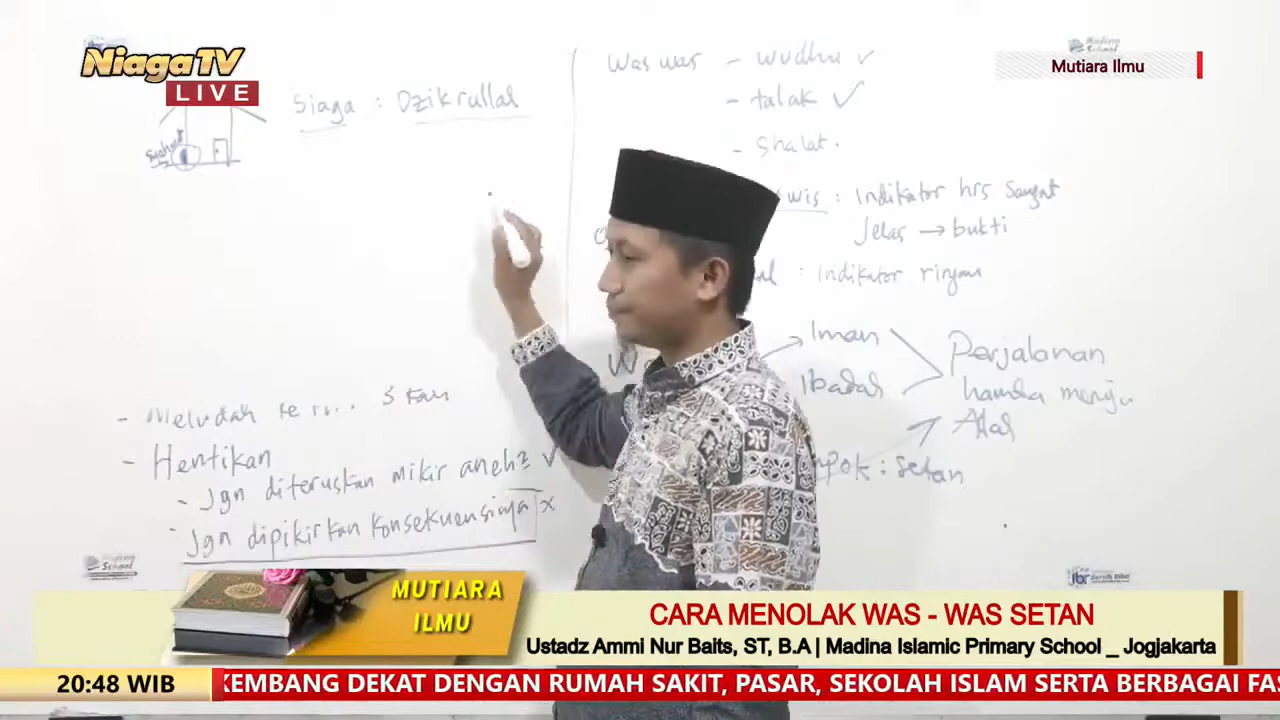 NiagaTV
LIVE
Mutiara Ilmu
Siaga : Dzikrullah
Was was - wudhu ✓
- talak ✓
- Shalat.
wis : Indikator hrs Sangat
Jelas → bukti
: Indikator ringan
Iman
Ibadah
Perjalanan
hamba menuju
Allah
pok : Setan
- Meludah ke
- Hentikan
- Jgn diteruskan mikir aneh2 ✓
- Jgn dipikirkan konsekuensinya x
MUTIARA
ILMU
CARA MENOLAK WAS - WAS SETAN
Ustadz Ammi Nur Baits, ST, B.A | Madina Islamic Primary School _ Jogjakarta
20:48 WIB
KEMBANG DEKAT DENGAN RUMAH SAKIT, PASAR, SEKOLAH ISLAM SERTA BERBAGAI FAS